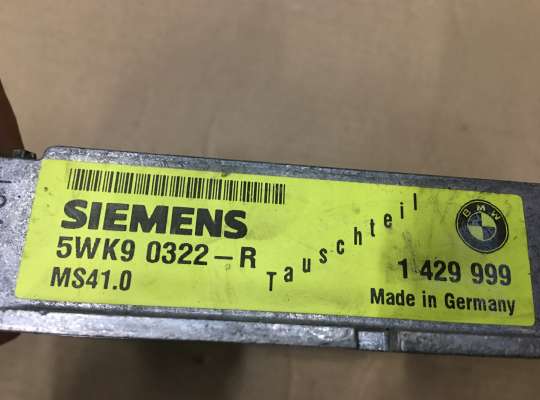 SIEMENS
5WK9 0322-R
MS41.0
Tauschteil
BMW
1 429 999
Made in Germany